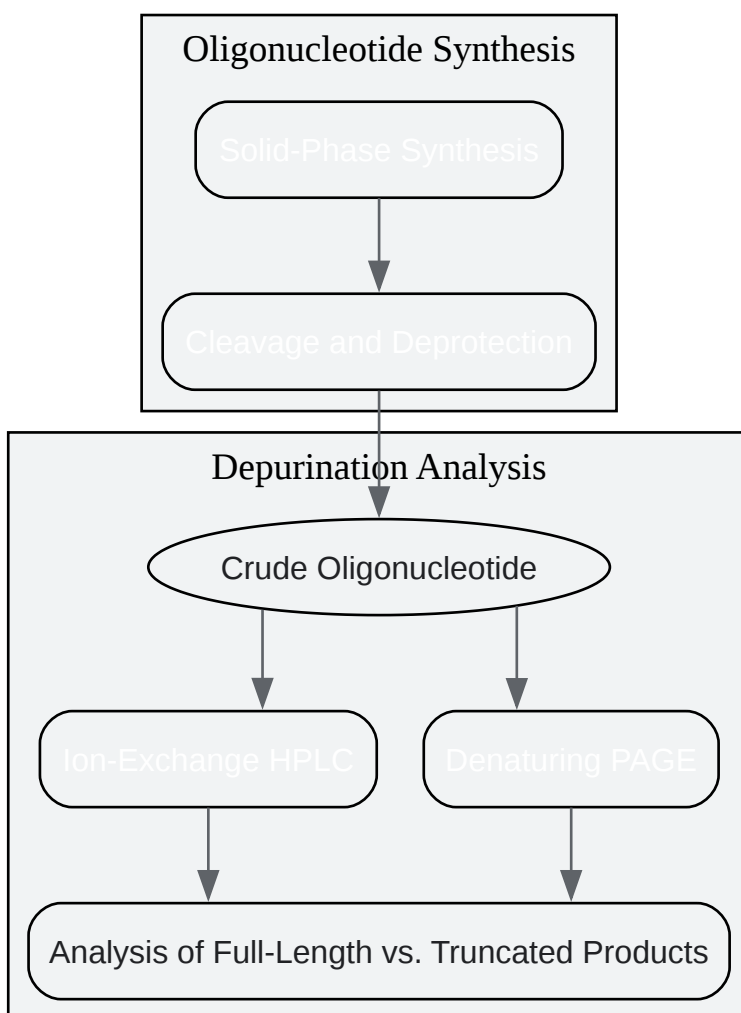 Oligonucleotide Synthesis
Solid-Phase Synthesis
Cleavage and Deprotection
Depurination Analysis
Crude Oligonucleotide
Ion-Exchange HPLC
Denaturing PAGE
Analysis of Full-Length vs. Truncated Products